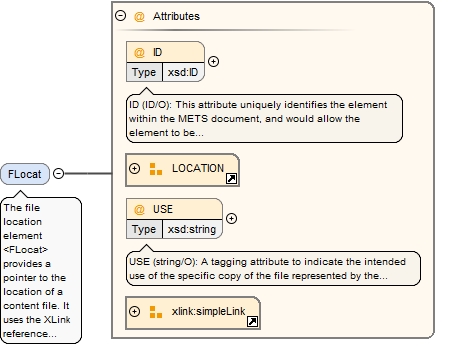 Attributes
@ ID
Type xsd:ID
ID (ID/O): This attribute uniquely identifies the element
within the METS document, and would allow the
element to be...
LOCATION
@ USE
Type xsd:string
USE (string/O): A tagging attribute to indicate the intended
use of the specific copy of the file represented by the...
xlink:simpleLink
FLocat
The file
location
element
<FLocat>
provides a
pointer to the
location of a
content file. It
uses the XLink
reference...